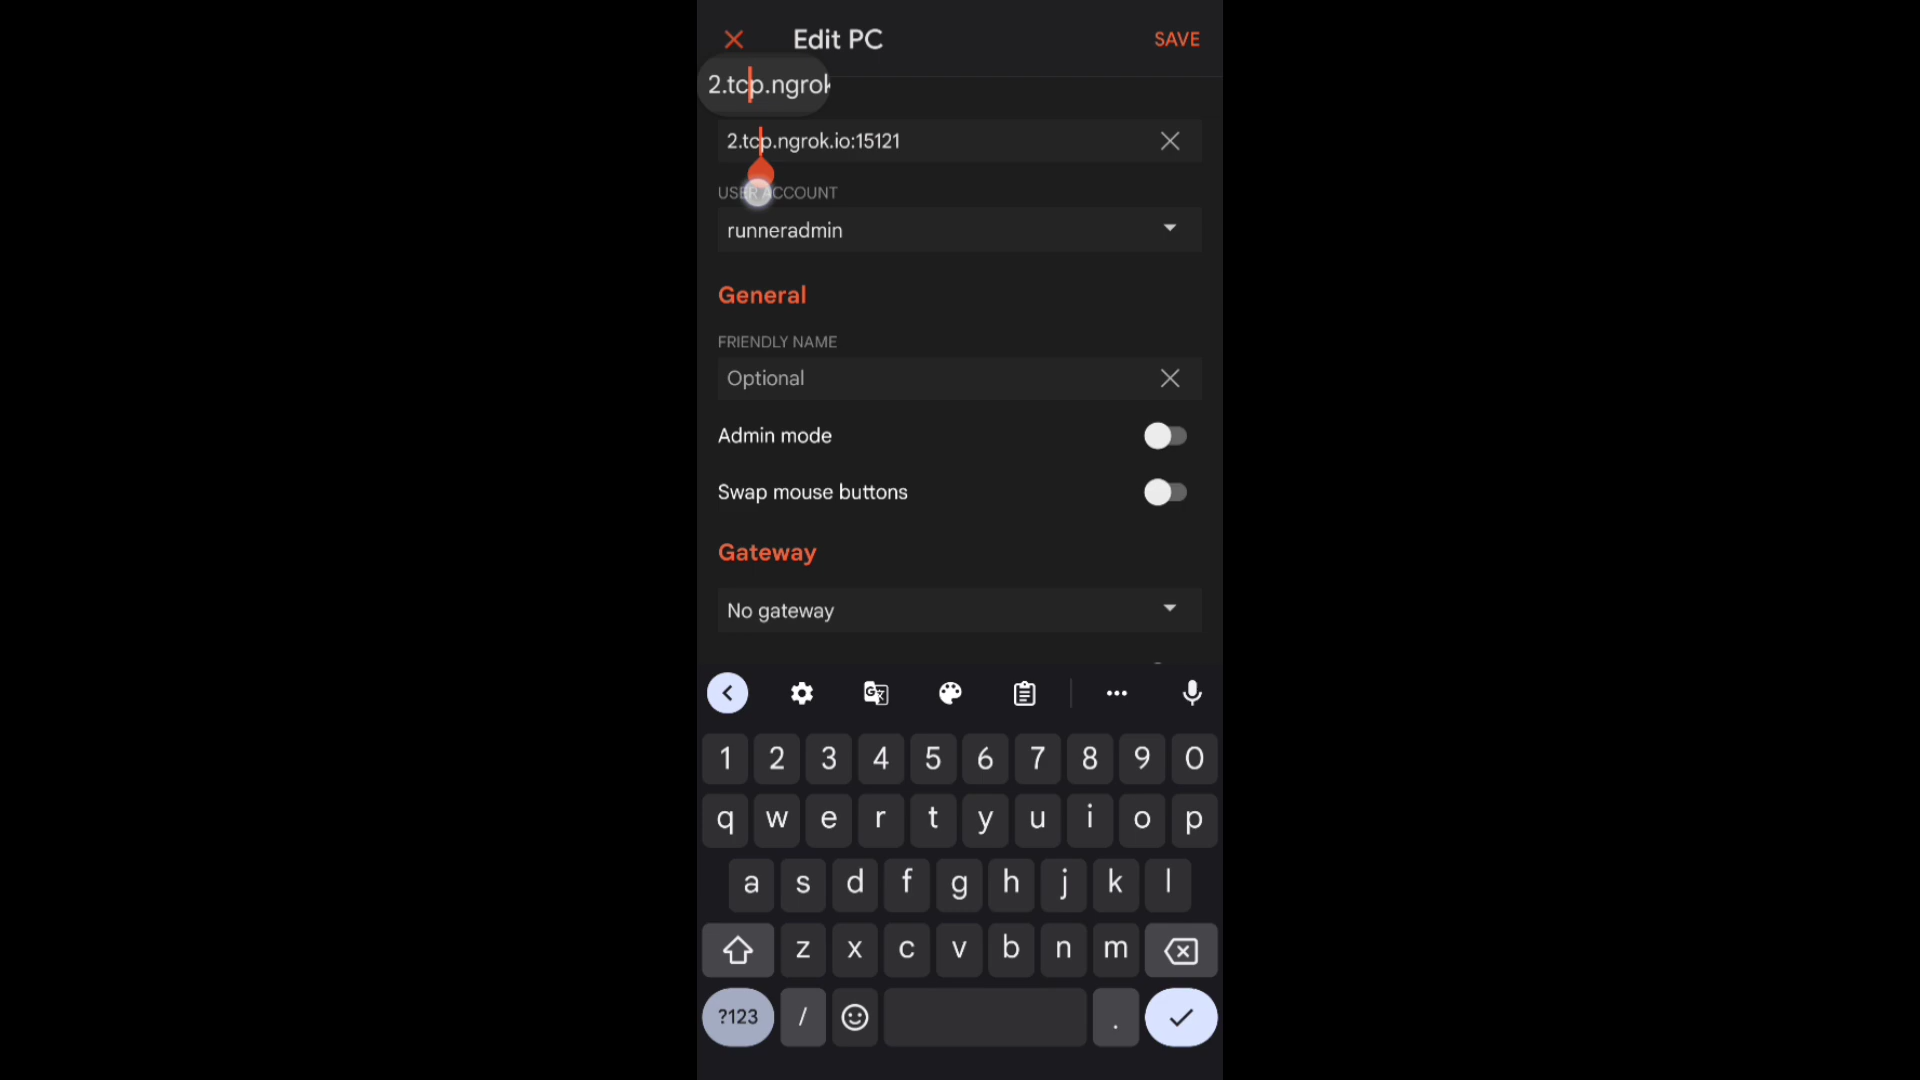 Edit PC
SAVE
2.tcp.ngrok
2.tcp.ngrok.io:15121
USER ACCOUNT
runneradmin
General
FRIENDLY NAME
Optional
Admin mode
Swap mouse buttons
Gateway
No gateway
1 2 3 4 5 6 7 8 9 0
q w e r t y u i o p
a s d f g h j k l
z x c v b n m
?123 / .